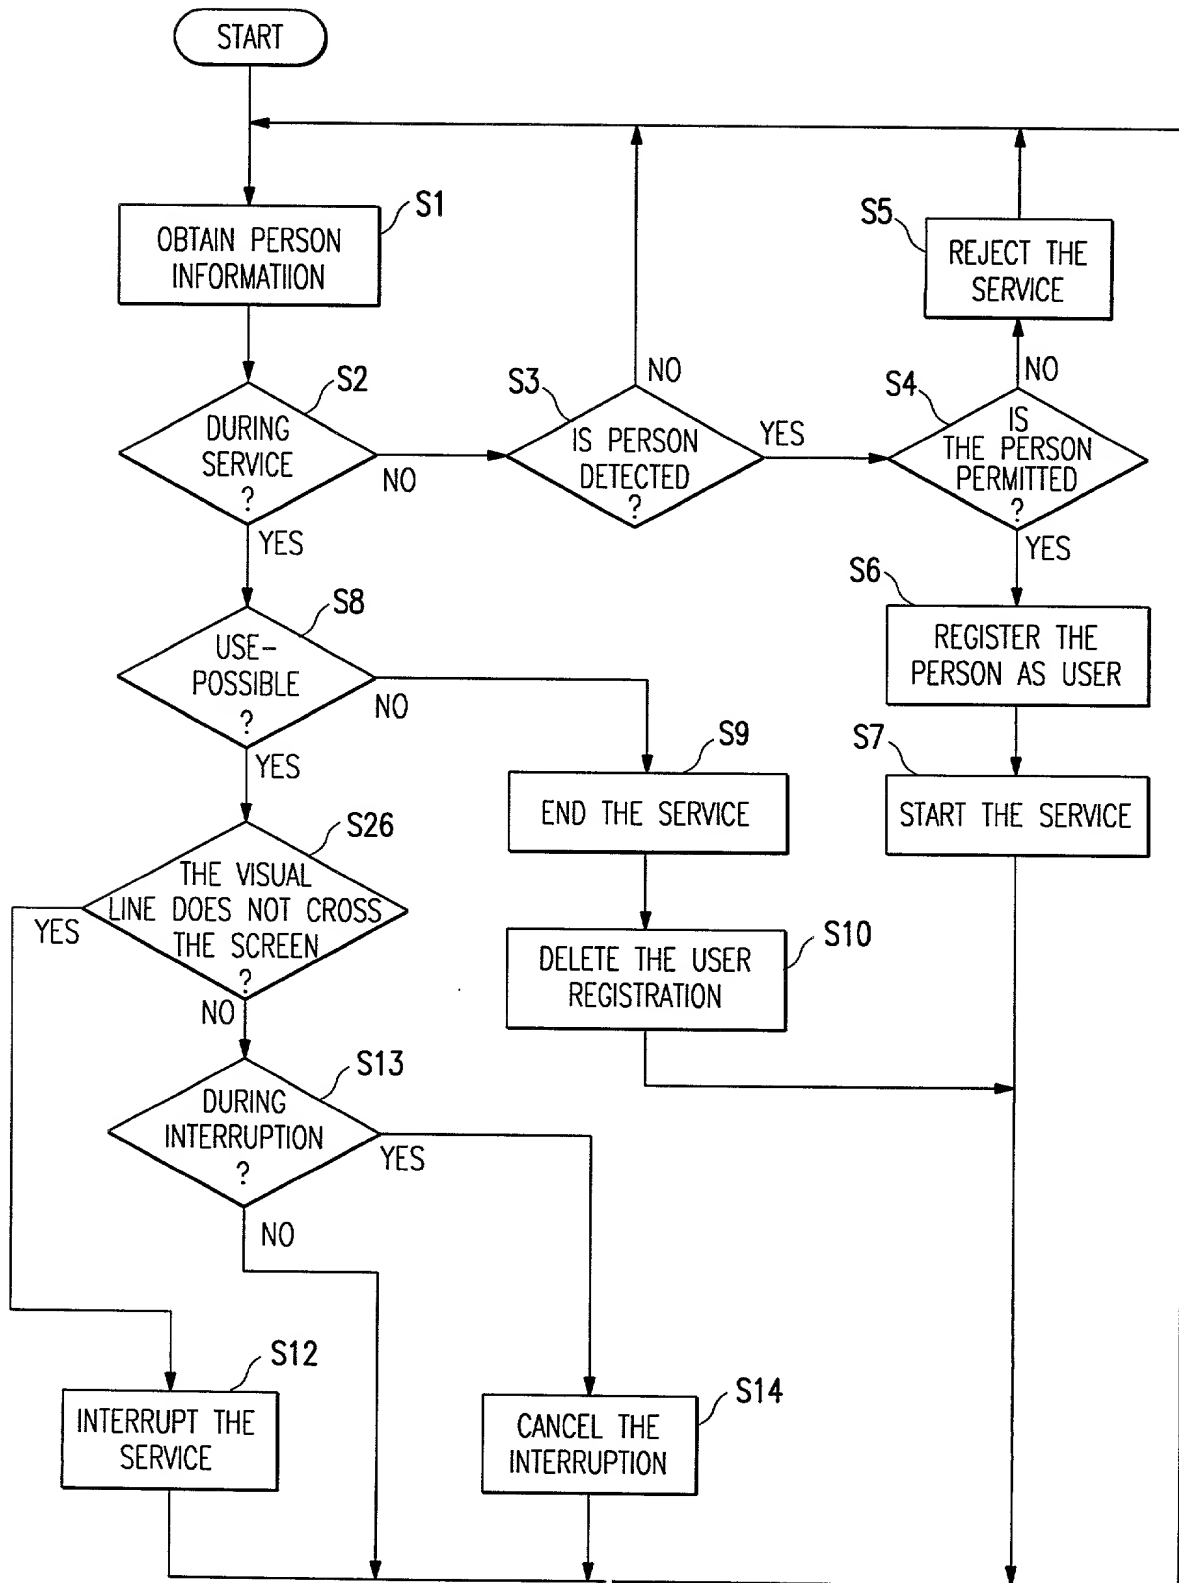 START
S1
OBTAIN PERSON
INFORMATIION
S5
REJECT THE
SERVICE
S2
DURING
SERVICE
?
NO
YES
S3
NO
IS PERSON
DETECTED
?
YES
S4
NO
IS
THE PERSON
PERMITTED
?
YES
S6
REGISTER THE
PERSON AS USER
S7
START THE SERVICE
S8
USE-
POSSIBLE
?
NO
YES
S9
END THE SERVICE
S10
DELETE THE USER
REGISTRATION
S26
THE VISUAL
LINE DOES NOT CROSS
THE SCREEN
?
YES
NO
S13
DURING
INTERRUPTION
?
YES
NO
S12
INTERRUPT THE
SERVICE
S14
CANCEL THE
INTERRUPTION